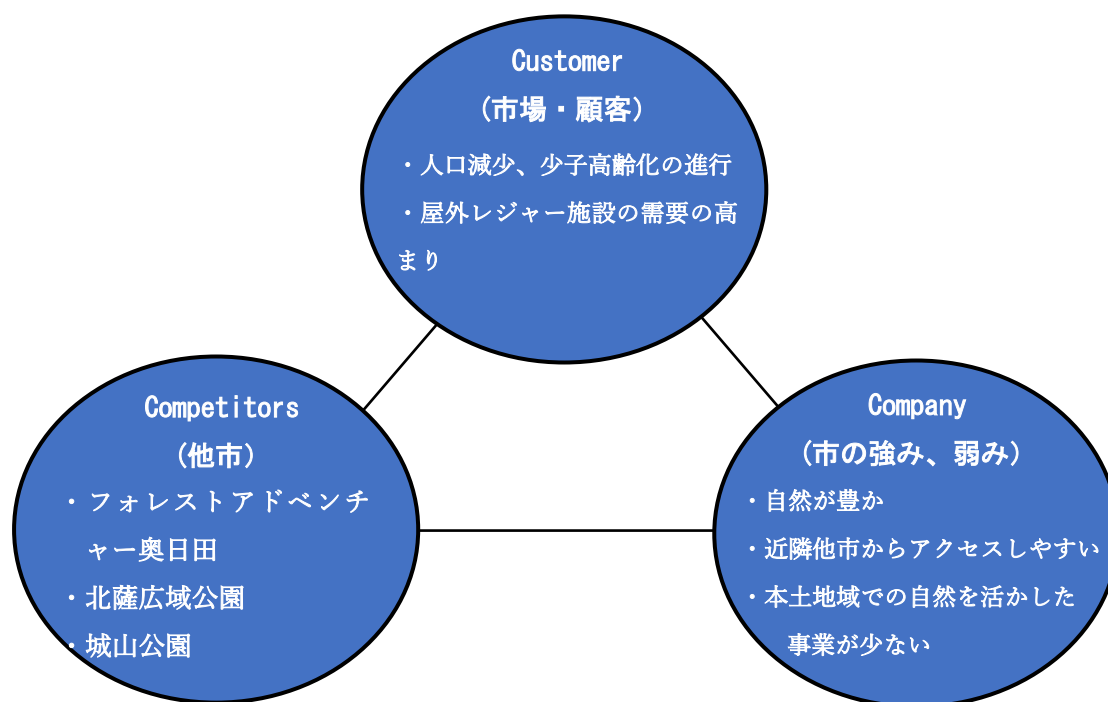 Customer
（市場・顧客）
・人口減少、少子高齢化の進行
・屋外レジャー施設の需要の高
まり
Competitors
（他市）
・フォレストアドベンチ
ャー奥日田
・北薩広域公園
・城山公園
Company
（市の強み、弱み）
・自然が豊か
・近隣他市からアクセスしやすい
・本土地域での自然を活かした
事業が少ない